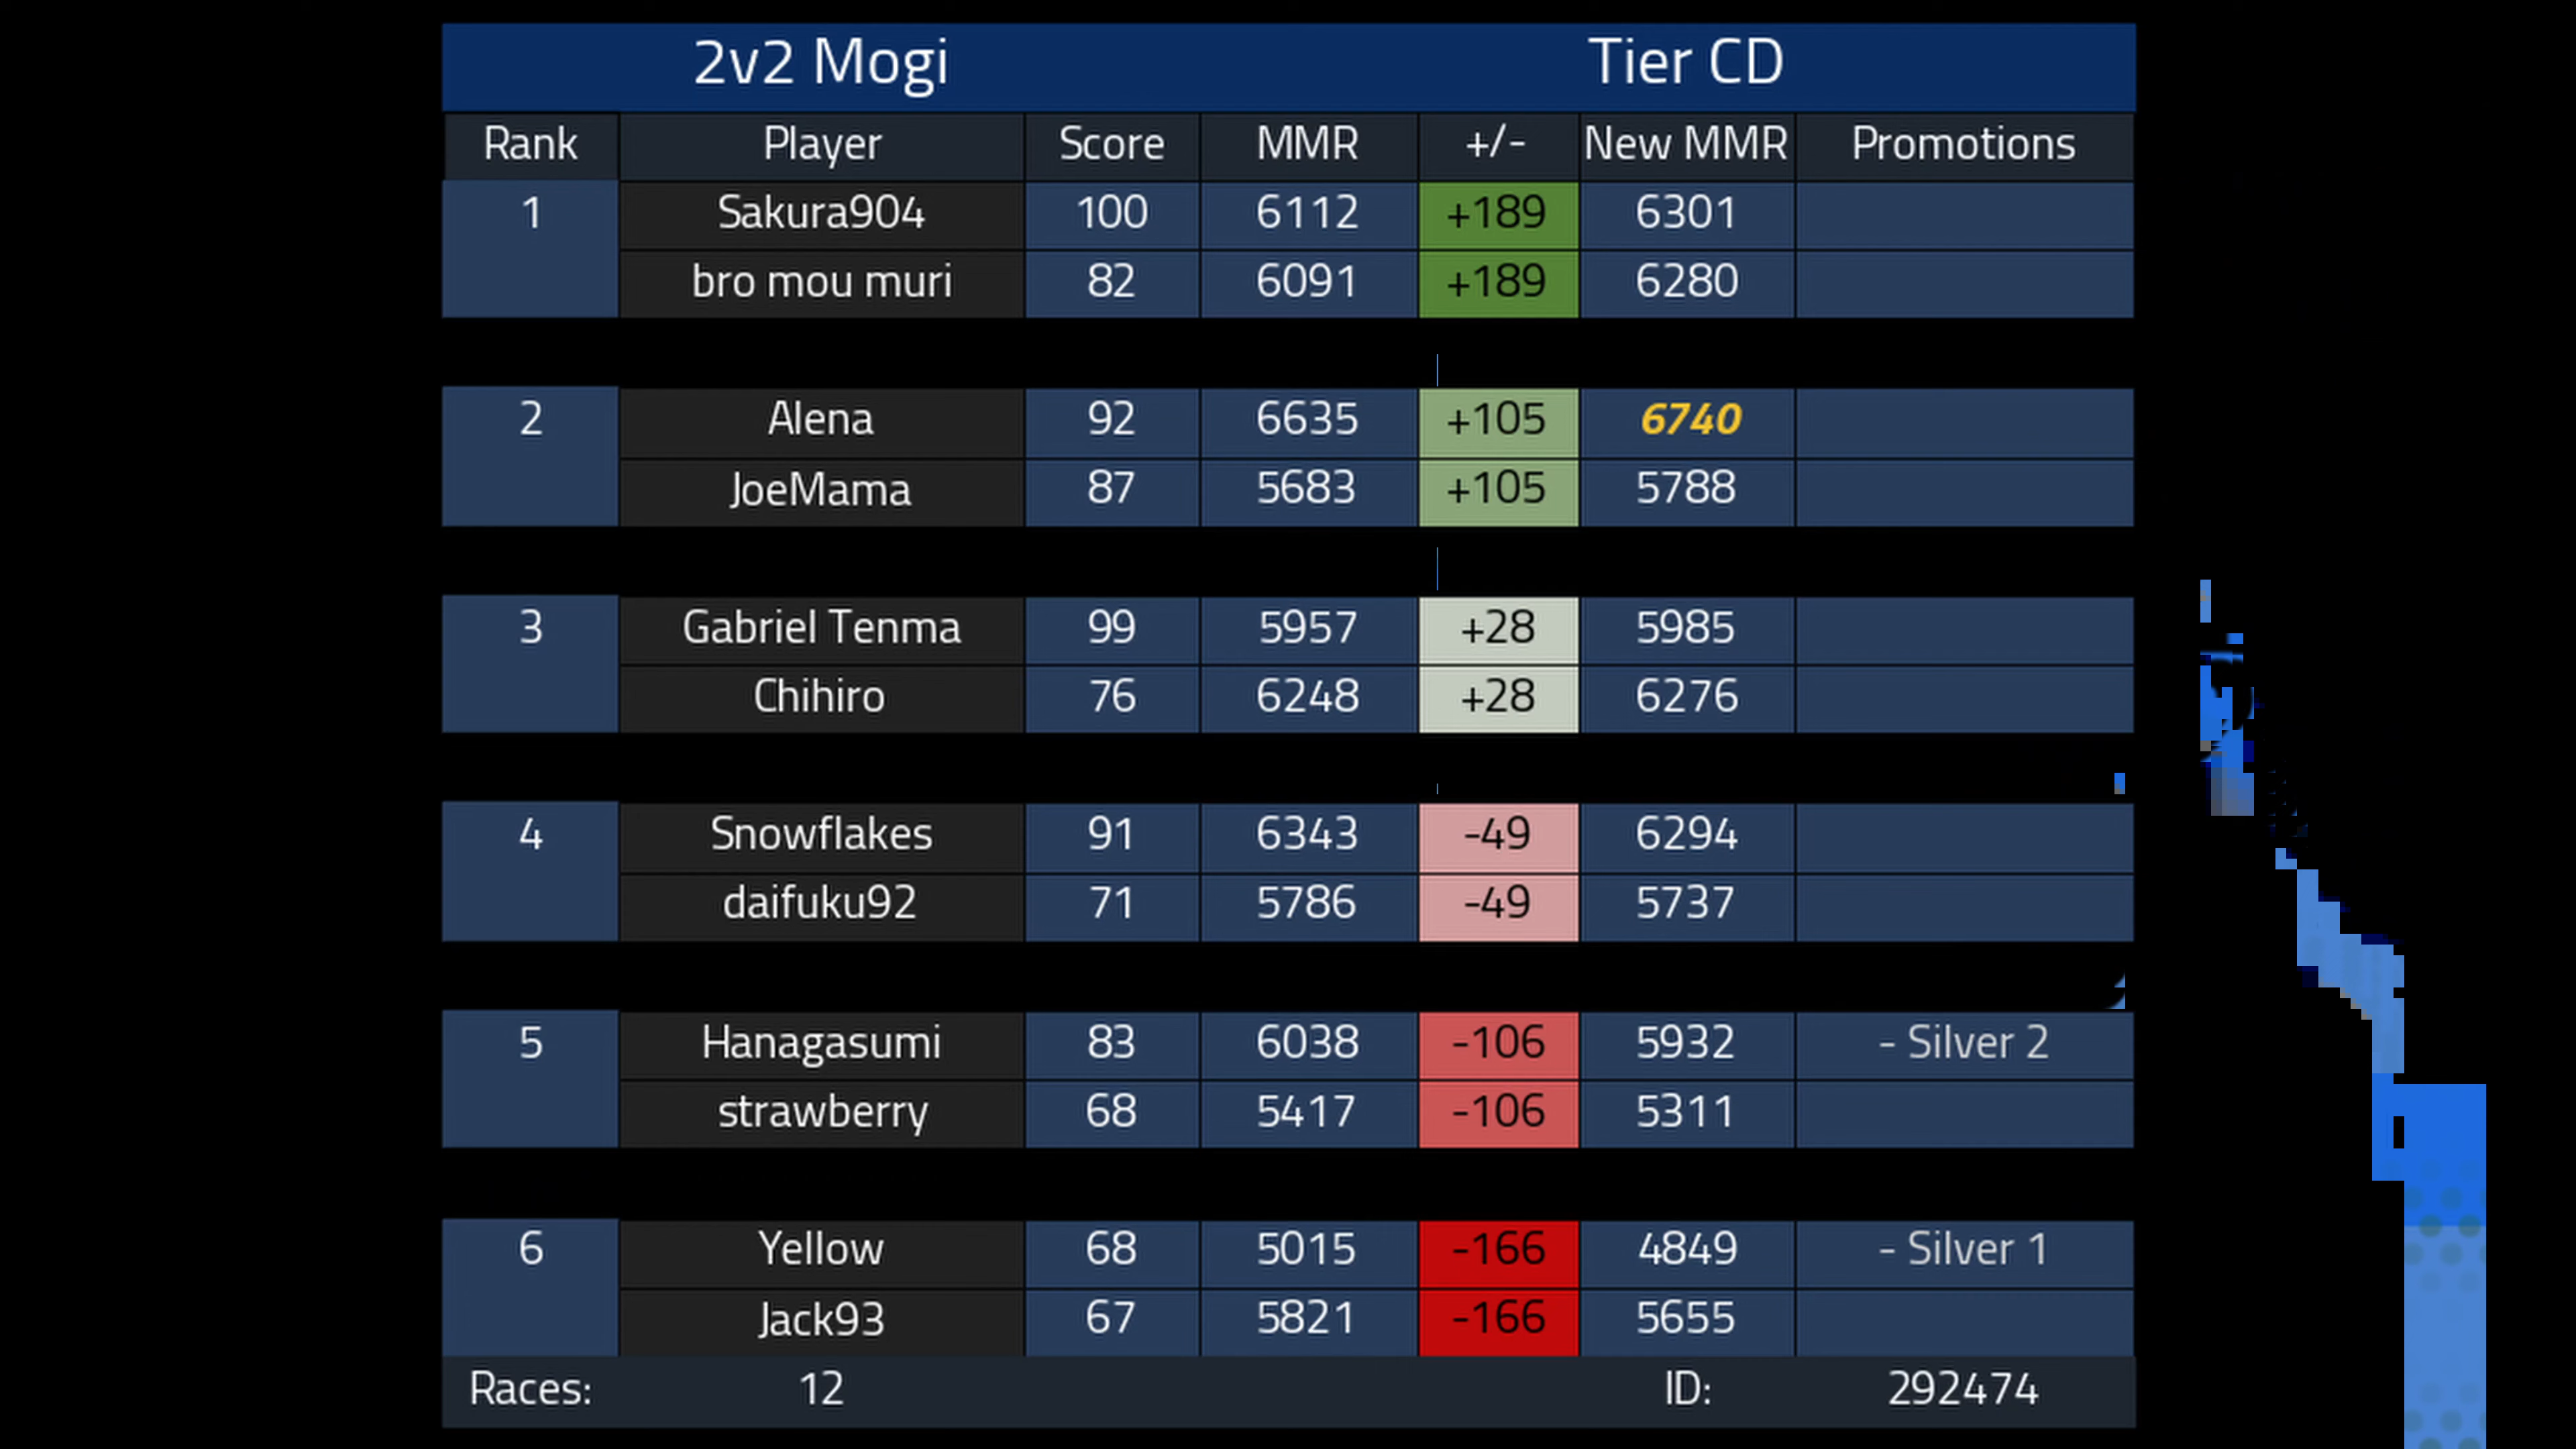 2v2 Mogi Tier CD
Rank Player Score MMR +/- New MMR Promotions
1 Sakura904 100 6112 +189 6301
bro mou muri 82 6091 +189 6280
2 Alena 92 6635 +105 6740
JoeMama 87 5683 +105 5788
3 Gabriel Tenma 99 5957 +28 5985
Chihiro 76 6248 +28 6276
4 Snowflakes 91 6343 -49 6294
daifuku92 71 5786 -49 5737
5 Hanagasumi 83 6038 -106 5932 - Silver 2
strawberry 68 5417 -106 5311
6 Yellow 68 5015 -166 4849 - Silver 1
Jack93 67 5821 -166 5655
Races: 12 ID: 292474